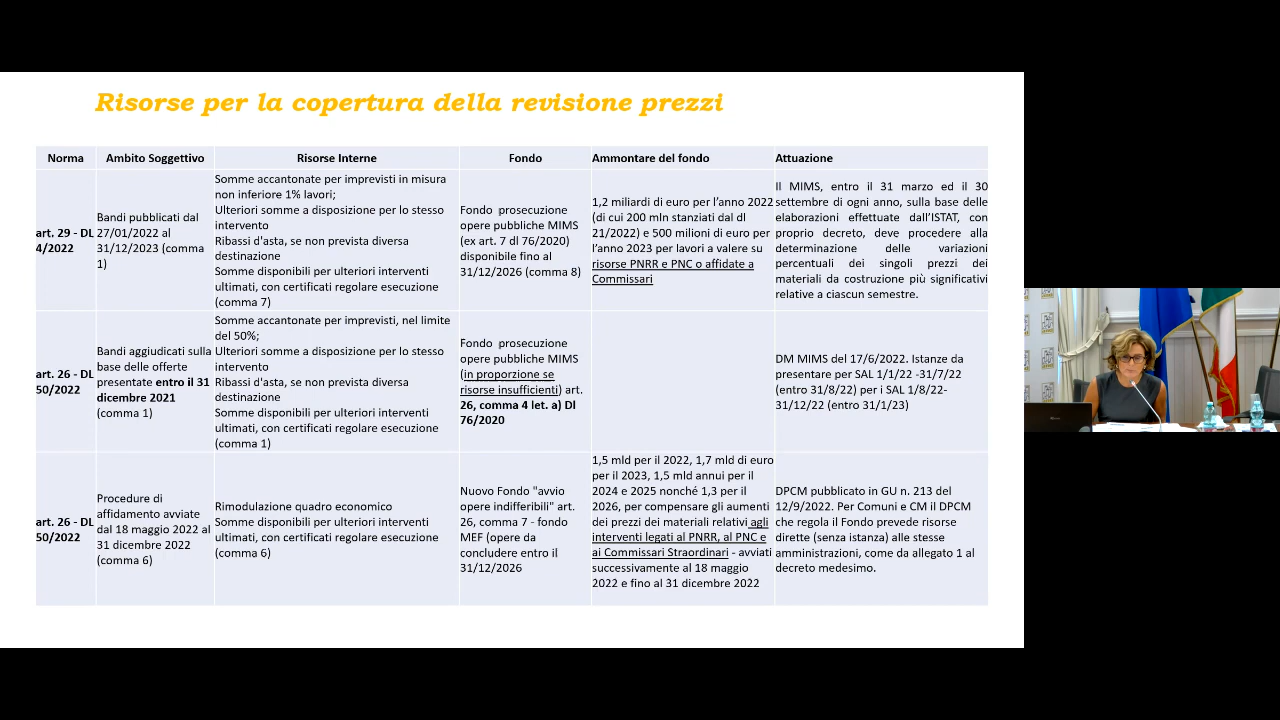 Risorse per la copertura della revisione prezzi
Norma
Ambito Soggettivo
Risorse Interne
Fondo
Ammontare del fondo
Attuazione
art. 29 - DL
4/2022
Bandi pubblicati dal
27/01/2022 al
31/12/2023 (comma
1)
Somme accantonate per imprevisti in misura
non inferiore 1% lavori;
Ulteriori somme a disposizione per lo stesso
intervento
Ribassi d'asta, se non prevista diversa
destinazione
Somme disponibili per ulteriori interventi
ultimati, con certificati regolare esecuzione
(comma 7)
Fondo prosecuzione
opere pubbliche MIMS
(ex art. 7 dl 76/2020)
disponibile fino al
31/12/2026 (comma 8)
1,2 miliardi di euro per l’anno 2022
(di cui 200 mln stanziati dal dl
21/2022) e 500 milioni di euro per
l’anno 2023 per lavori a valere su
risorse PNRR e PNC o affidate a
Commissari
Il MIMS, entro il 31 marzo ed il 30
settembre di ogni anno, sulla base delle
elaborazioni effettuate dall’ISTAT, con
proprio decreto, deve procedere alla
determinazione delle variazioni
percentuali dei singoli prezzi dei
materiali da costruzione più significativi
relative a ciascun semestre.
art. 26 - DL
50/2022
Bandi aggiudicati sulla
base delle offerte
presentate entro il 31
dicembre 2021
(comma 1)
Somme accantonate per imprevisti, nel limite
del 50%;
Ulteriori somme a disposizione per lo stesso
intervento
Ribassi d'asta, se non prevista diversa
destinazione
Somme disponibili per ulteriori interventi
ultimati, con certificati regolare esecuzione
(comma 1)
Fondo prosecuzione
opere pubbliche MIMS
(in proporzione se
risorse insufficienti) art.
26, comma 4 let. a) Dl
76/2020
DM MIMS del 17/6/2022. Istanze da
presentare per SAL 1/1/22 -31/7/22
(entro 31/8/22) per i SAL 1/8/22-
31/12/22 (entro 31/1/23)
art. 26 - DL
50/2022
Procedure di
affidamento avviate
dal 18 maggio 2022 al
31 dicembre 2022
(comma 6)
Rimodulazione quadro economico
Somme disponibili per ulteriori interventi
ultimati, con certificati regolare esecuzione
(comma 6)
Nuovo Fondo "avvio
opere indifferibili" art.
26, comma 7 - fondo
MEF (opere da
concludere entro il
31/12/2026
1,5 mld per il 2022, 1,7 mld di euro
per il 2023, 1,5 mld annui per il
2024 e 2025 nonché 1,3 per il
2026, per compensare gli aumenti
dei prezzi dei materiali relativi agli
interventi legati al PNRR, al PNC e
ai Commissari Straordinari - avviati
successivamente al 18 maggio
2022 e fino al 31 dicembre 2022
DPCM pubblicato in GU n. 213 del
12/9/2022. Per Comuni e CM il DPCM
che regola il Fondo prevede risorse
dirette (senza istanza) alle stesse
amministrazioni, come da allegato 1 al
decreto medesimo.